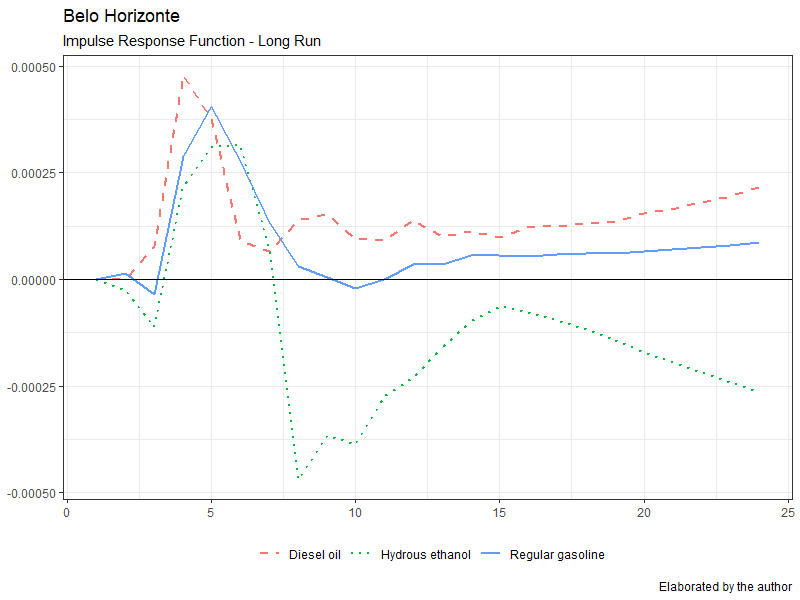 Belo Horizonte
Impulse Response Function - Long Run
0.00050
0.00025
0.00000
-0.00025
-0.00050
0 5 10 15 20 25
Diesel oil Hydrous ethanol Regular gasoline
Elaborated by the author